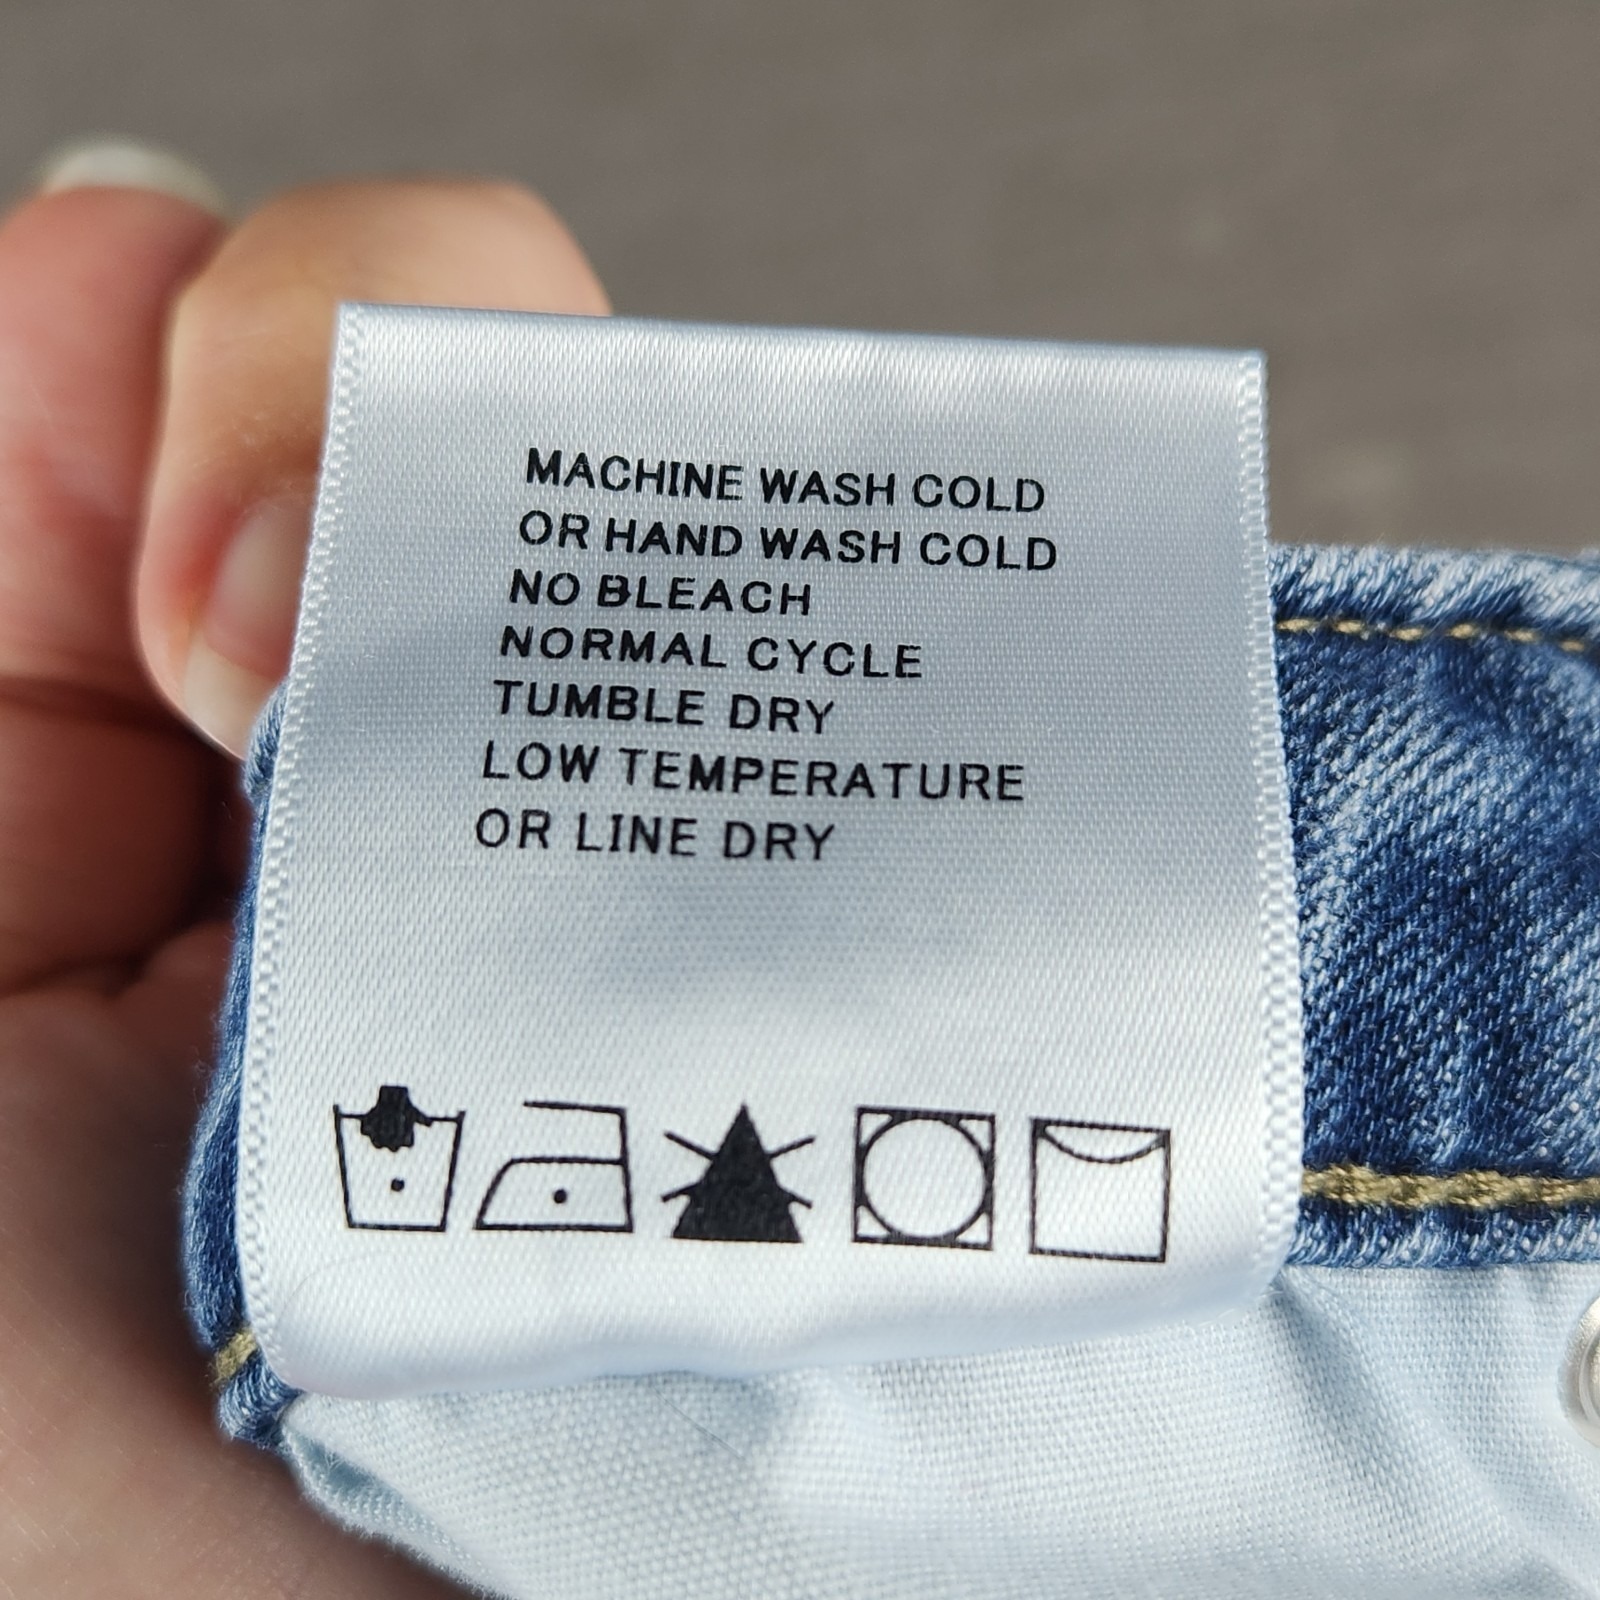 MACHINE WASH COLD
OR HAND WASH COLD
NO BLEACH
NORMAL CYCLE
TUMBLE DRY
LOW TEMPERATURE
OR LINE DRY